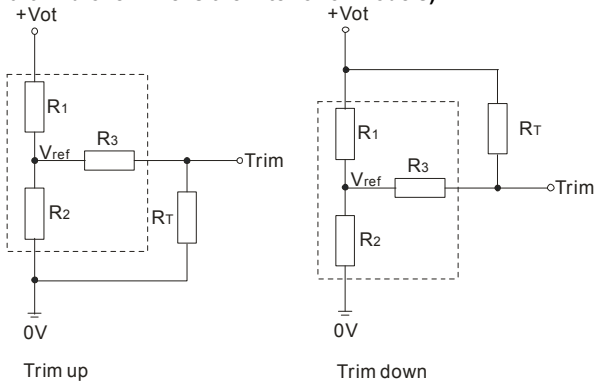 +Vot
R1
R3
Vref
Trim
R2
RT
0V
Trim up
+Vot
R1
RT
R3
Vref
Trim
R2
0V
Trim down